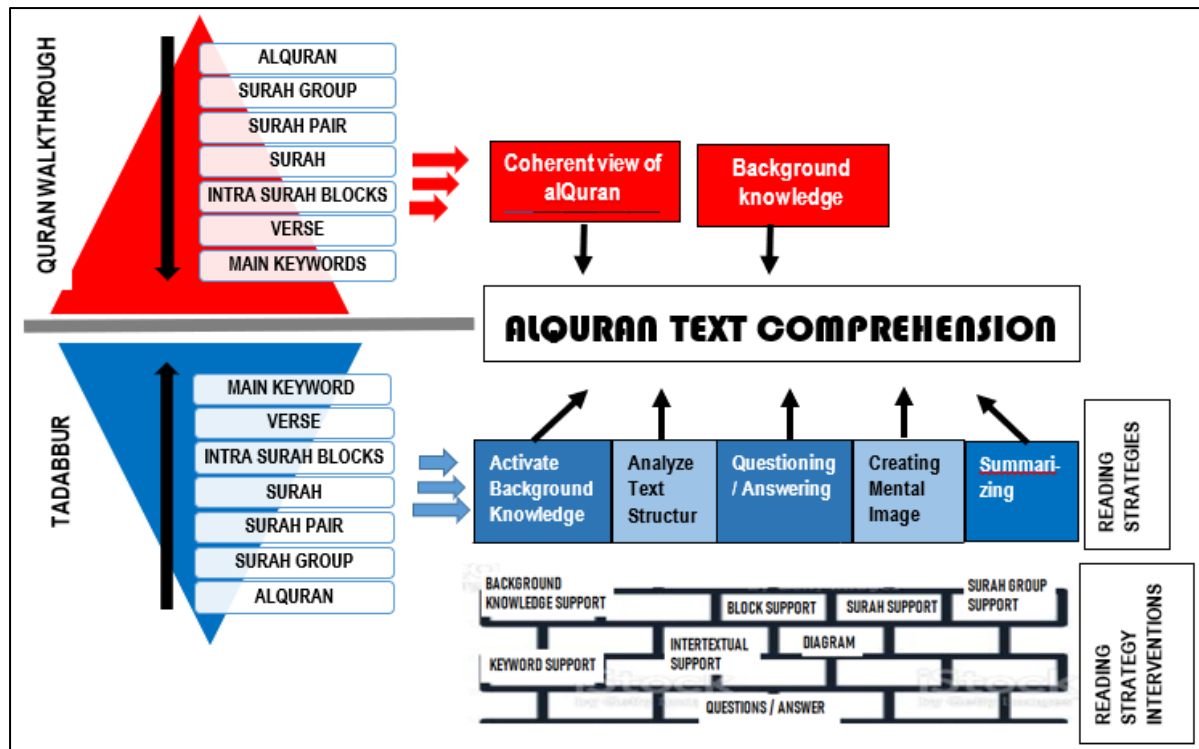 QURAN WALKTHROUGH
ALQURAN
SURAH GROUP
SURAH PAIR
SURAH
INTRA SURAH BLOCKS
VERSE
MAIN KEYWORDS
Coherent view of
alQuran
Background
knowledge
ALQURAN TEXT COMPREHENSION
TADABBUR
MAIN KEYWORD
VERSE
INTRA SURAH BLOCKS
SURAH
SURAH PAIR
SURAH GROUP
ALQURAN
Activate
Background
Knowledge
Analyze
Text
Structur
Questioning
/ Answering
Creating
Mental
Image
Summari-
zing
READING
STRATEGIES
BACKGROUND
KNOWLEDGE SUPPORT
BLOCK SUPPORT
SURAH SUPPORT
SURAH GROUP
SUPPORT
KEYWORD SUPPORT
INTERTEXTUAL
SUPPORT
DIAGRAM
QUESTIONS / ANSWER
iStock
iStock
READING
STRATEGY
INTERVENTIONS